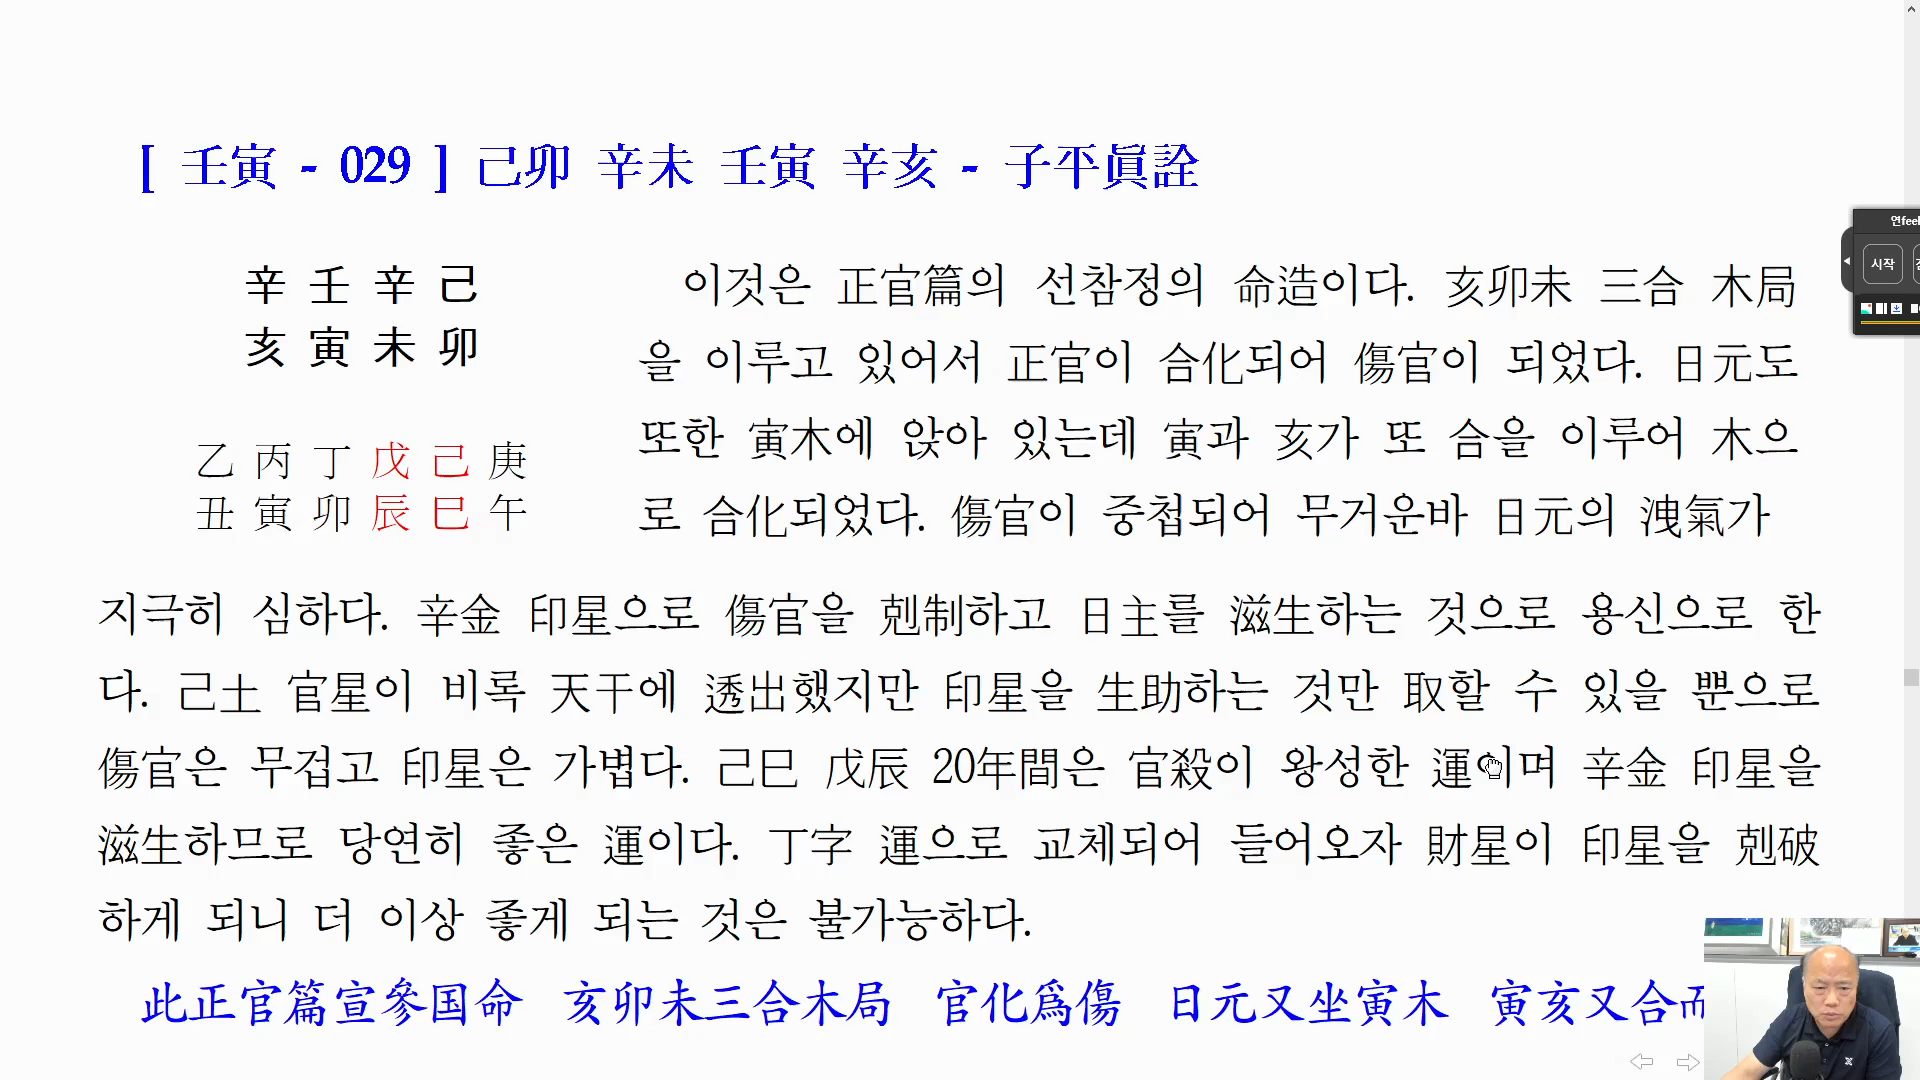 [ 壬寅 - 029 ] 己卯 辛未 壬寅 辛亥 - 子平眞詮
辛 壬 辛 己
亥 寅 未 卯
乙 丙 丁 戊 己 庚
丑 寅 卯 辰 巳 午
이것은 正官篇의 선참정의 命造이다. 亥卯未 三合 木局
을 이루고 있어서 正官이 合化되어 傷官이 되었다. 日元도
또한 寅木에 앉아 있는데 寅과 亥가 또 合을 이루어 木으
로 合化되었다. 傷官이 중첩되어 무거운바 日元의 洩氣가
지극히 심하다. 辛金 印星으로 傷官을 剋制하고 日主를 滋生하는 것으로 용신으로 한
다. 己土 官星이 비록 天干에 透出했지만 印星을 生助하는 것만 取할 수 있을 뿐으로
傷官은 무겁고 印星은 가볍다. 己巳 戊辰 20年間은 官殺이 왕성한 運이며 辛金 印星을
滋生하므로 당연히 좋은 運이다. 丁字 運으로 교체되어 들어오자 財星이 印星을 剋破
하게 되니 더 이상 좋게 되는 것은 불가능하다.
此正官篇宣參国命 亥卯未三合木局 官化爲傷 日元又坐寅木 寅亥又合而
연feel
시작